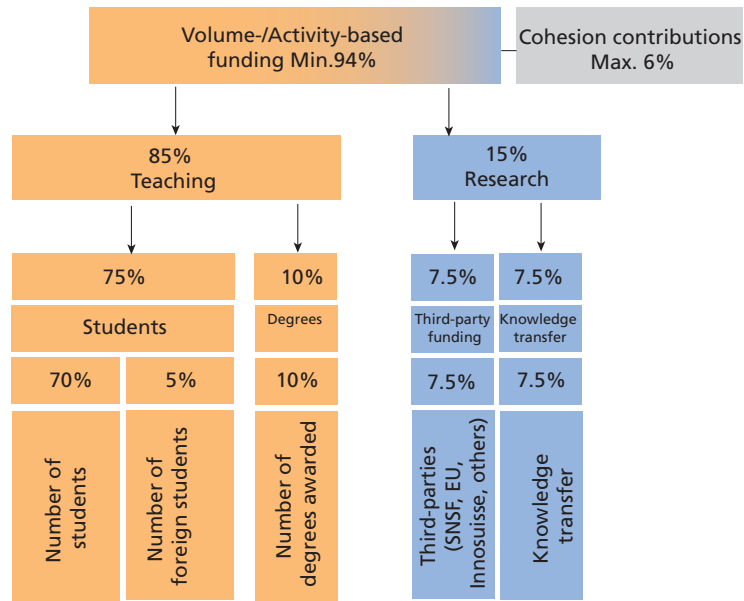 Volume-/Activity-based
funding Min.94%
Cohesion contributions
Max. 6%
85%
Teaching
15%
Research
75%
10%
7.5%
7.5%
Students
Degrees
Third-party
funding
Knowledge
transfer
70%
5%
10%
7.5%
7.5%
Number of
students
Number of
foreign students
Number of
degrees awarded
Third-parties
(SNSF, EU,
Innosuisse, others)
Knowledge
transfer